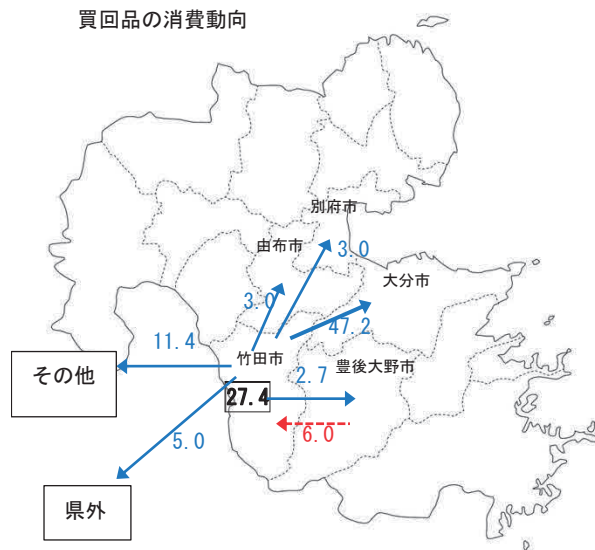 買回品の消費動向
別府市
由布市
3.0
大分市
3.0
47.2
11.4
竹田市
豊後大野市
その他
2.7
27.4
6.0
5.0
県外